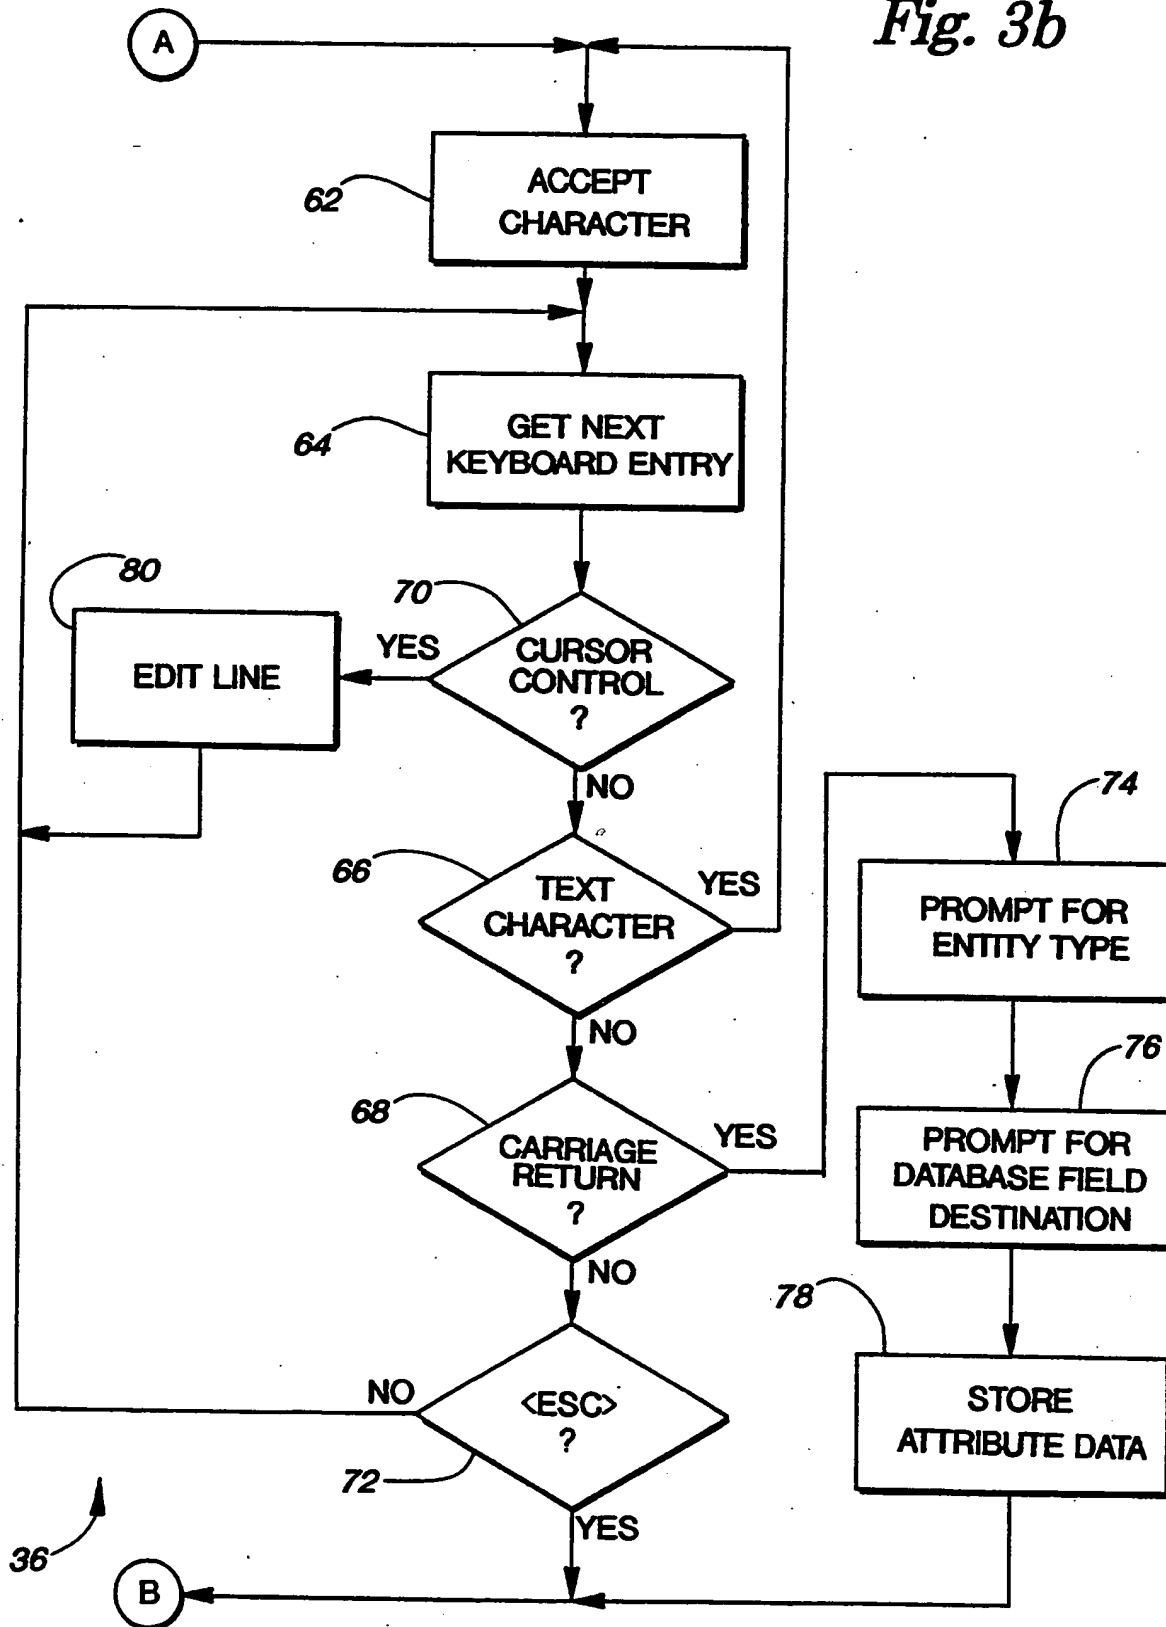 Fig. 3b
A
ACCEPT
CHARACTER
62
GET NEXT
KEYBOARD ENTRY
64
80
EDIT LINE
YES
70
CURSOR
CONTROL
?
NO
66
TEXT
CHARACTER
?
YES
NO
74
PROMPT FOR
ENTITY TYPE
76
PROMPT FOR
DATABASE FIELD
DESTINATION
68
CARRIAGE
RETURN
?
YES
NO
78
STORE
ATTRIBUTE DATA
NO
<ESC>
?
72
YES
36
B